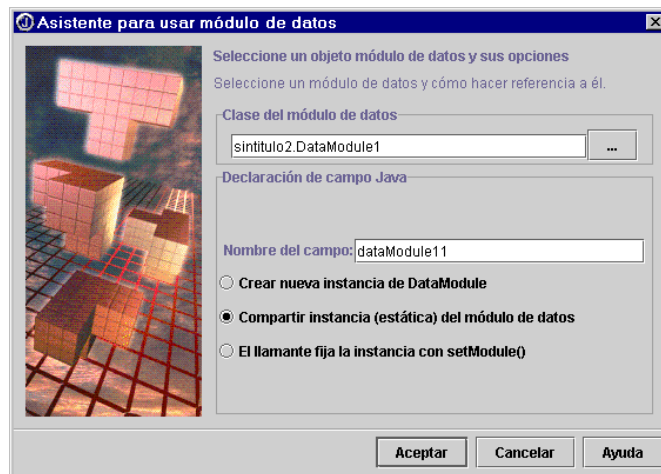 Asistente para usar módulo de datos
Seleccione un objeto módulo de datos y sus opciones
Seleccione un módulo de datos y cómo hacer referencia a él.
Clase del módulo de datos
sintitulo2.DataModule1
...
Declaración de campo Java
Nombre del campo: dataModule11
Crear nueva instancia de DataModule
Compartir instancia (estática) del módulo de datos
El llamante fija la instancia con setModule()
Aceptar Cancelar Ayuda